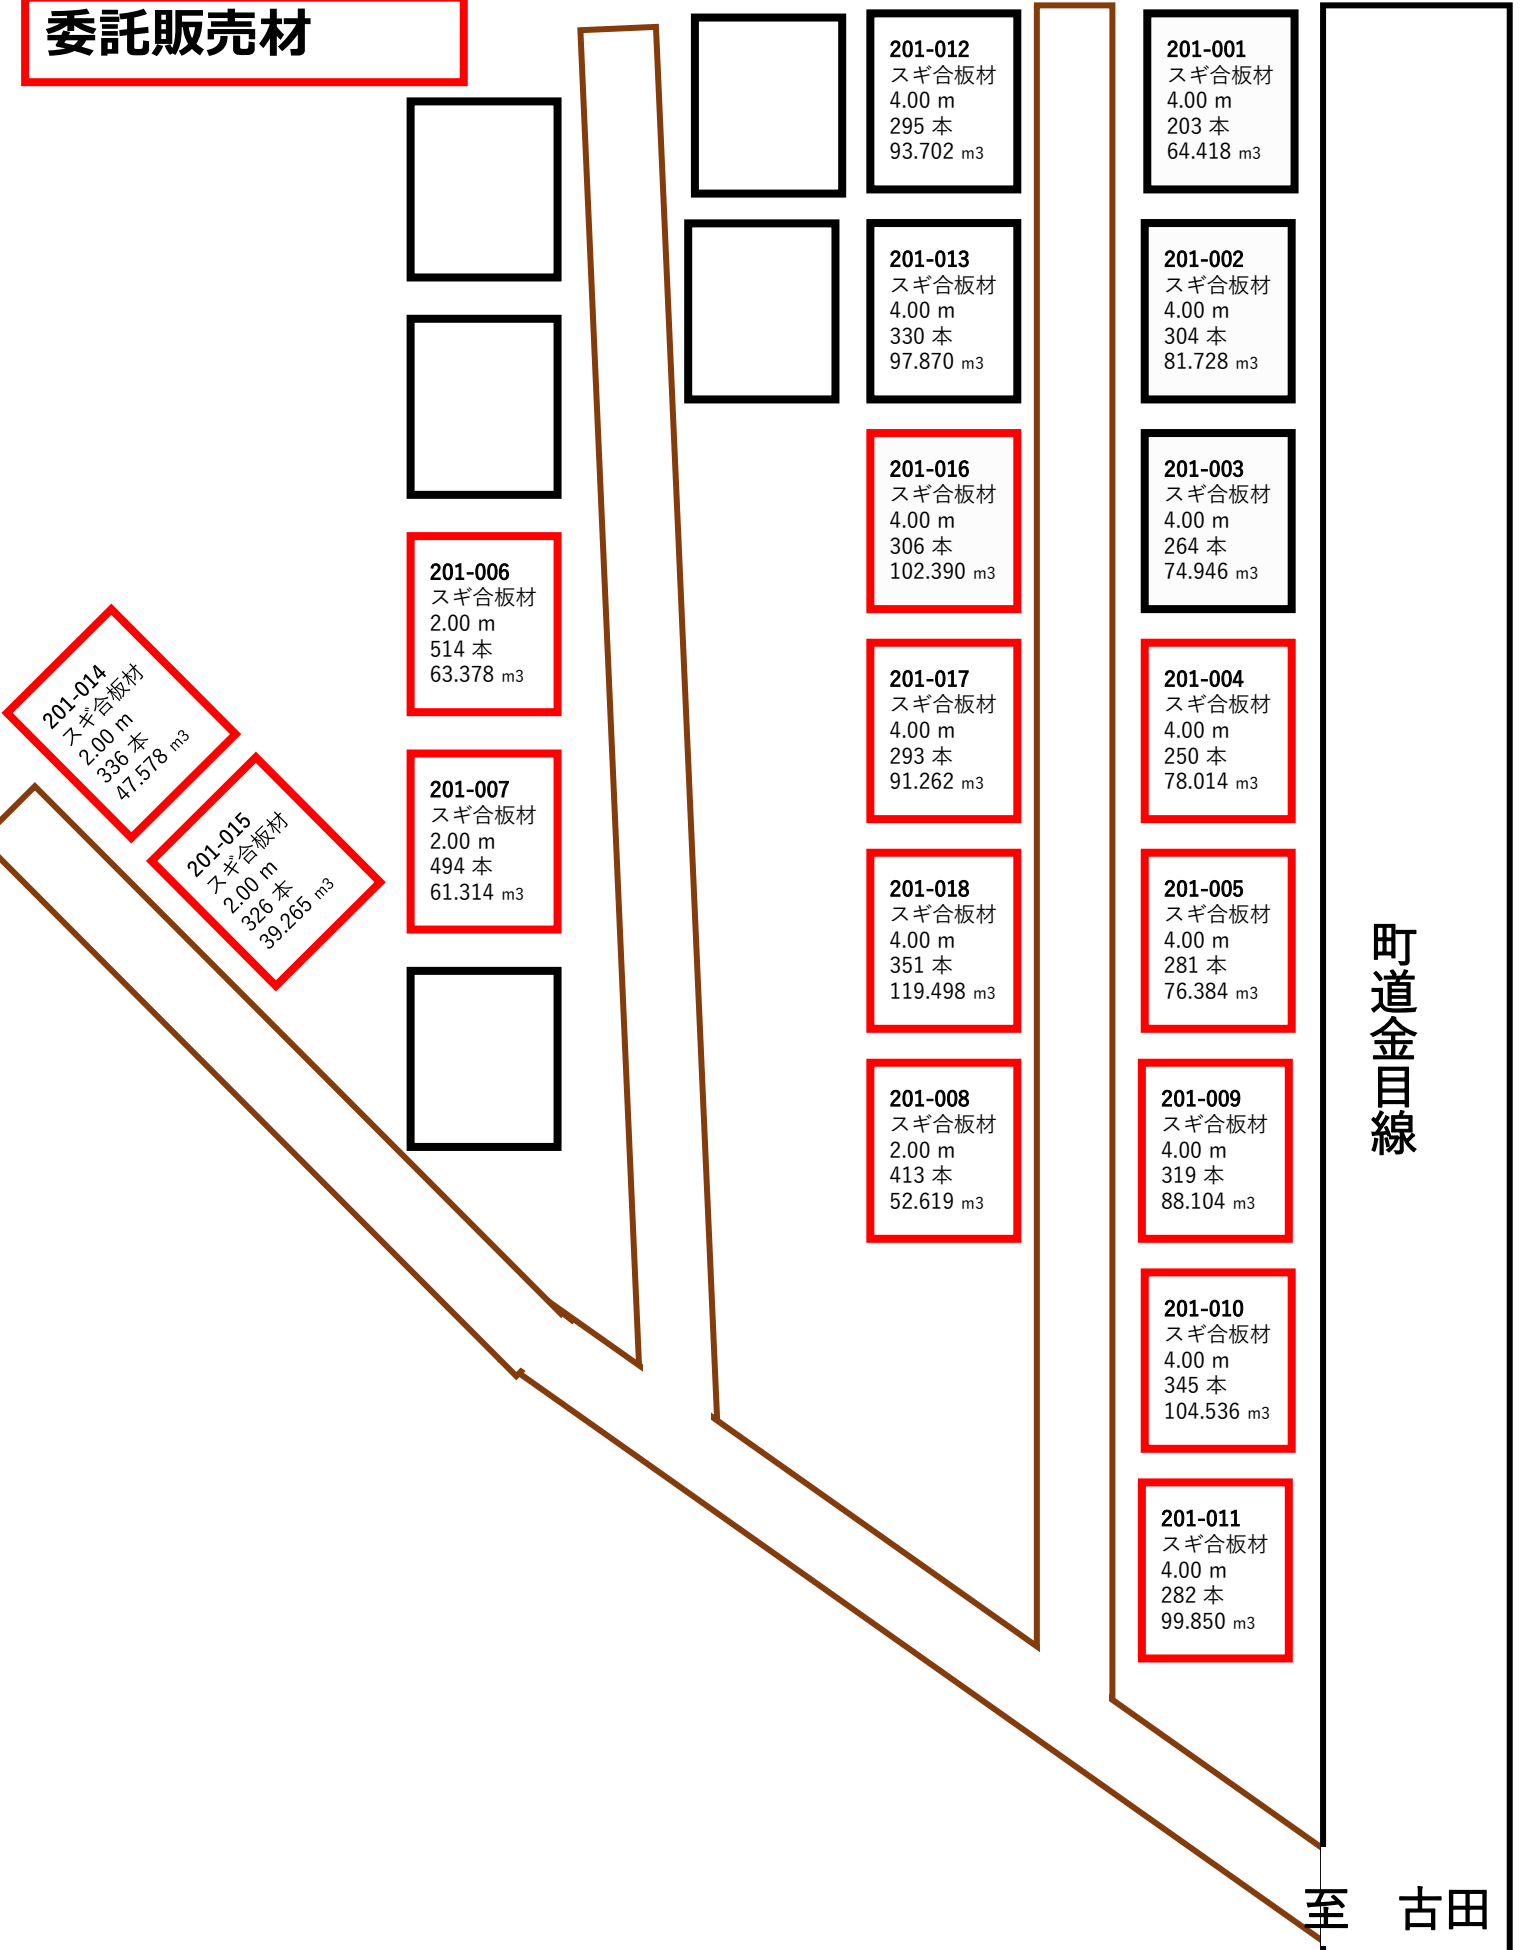 委託販売材
201-012
スギ合板材
4.00 m
295 本
93.702 m3
201-001
スギ合板材
4.00 m
203 本
64.418 m3
201-013
スギ合板材
4.00 m
330 本
97.870 m3
201-002
スギ合板材
4.00 m
304 本
81.728 m3
201-016
スギ合板材
4.00 m
306 本
102.390 m3
201-003
スギ合板材
4.00 m
264 本
74.946 m3
201-006
スギ合板材
2.00 m
514 本
63.378 m3
201-014
スギ合板材
2.00 m
336 本
47.578 m3
201-017
スギ合板材
4.00 m
293 本
91.262 m3
201-004
スギ合板材
4.00 m
250 本
78.014 m3
201-007
スギ合板材
2.00 m
494 本
61.314 m3
201-015
スギ合板材
2.00 m
326 本
39.265 m3
201-018
スギ合板材
4.00 m
351 本
119.498 m3
201-005
スギ合板材
4.00 m
281 本
76.384 m3
町道金目線
201-008
スギ合板材
2.00 m
413 本
52.619 m3
201-009
スギ合板材
4.00 m
319 本
88.104 m3
201-010
スギ合板材
4.00 m
345 本
104.536 m3
201-011
スギ合板材
4.00 m
282 本
99.850 m3
至　古田